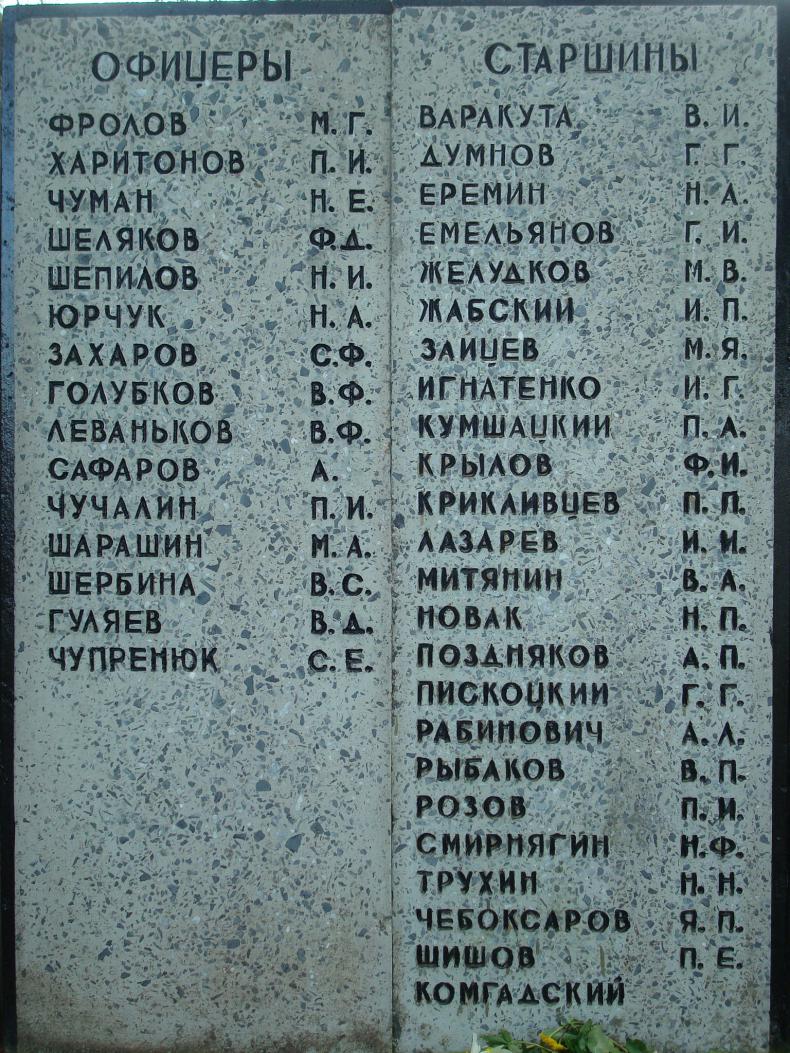 ОФИЦЕРЫ
ФРОЛОВ М. Г.
ХАРИТОНОВ П. И.
ЧУМАН Н. Е.
ШЕЛЯКОВ Ф.Д.
ШЕПИЛОВ Н. И.
ЮРЧУК Н. А.
ЗАХАРОВ С.Ф.
ГОЛУБКОВ В.Ф.
ЛЕВАНЬКОВ В.Ф.
САФАРОВ А.
ЧУЧАЛИН П. И.
ШАРАШИН М. А.
ШЕРБИНА В. С.
ГУЛЯЕВ В. Д.
ЧУПРЕНЮК С. Е.
СТАРШИНЫ
ВАРАКУТА В. И.
ДУМНОВ Г. Г.
ЕРЕМИН Н. А.
ЕМЕЛЬЯНОВ Г. И.
ЖЕЛУДКОВ М. В.
ЖАБСКИЙ И. П.
ЗАЙЦЕВ М. Я.
ИГНАТЕНКО И. Г.
КУМШАЦКИИ П. А.
КРЫЛОВ Ф. И.
КРИКЛИВЦЕВ П. П.
ЛАЗАРЕВ И. И.
МИТЯНИН В. А.
НОВАК Н. П.
ПОЗДНЯКОВ А. П.
ПИСКОЦКИИ Г. Г.
РАБИНОВИЧ А. Л.
РЫБАКОВ В. П.
РОЗОВ П. И.
СМИРНЯГИН Н.Ф.
ТРУХИН Н. Н.
ЧЕБОКСАРОВ Я. П.
ШИШОВ П. Е.
КОМГАДСКИЙ